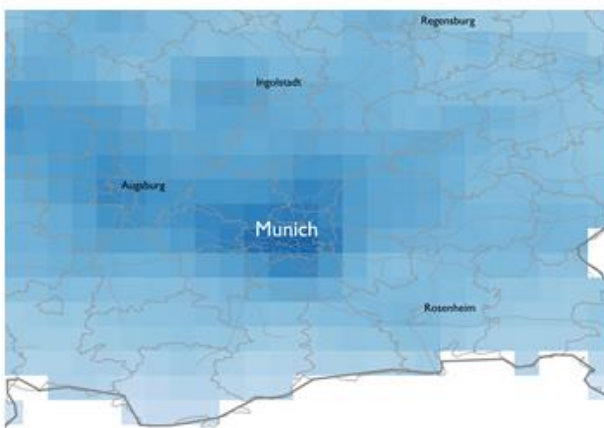 Regensburg
Ingolstadt
Augsburg
Munich
Rosenheim